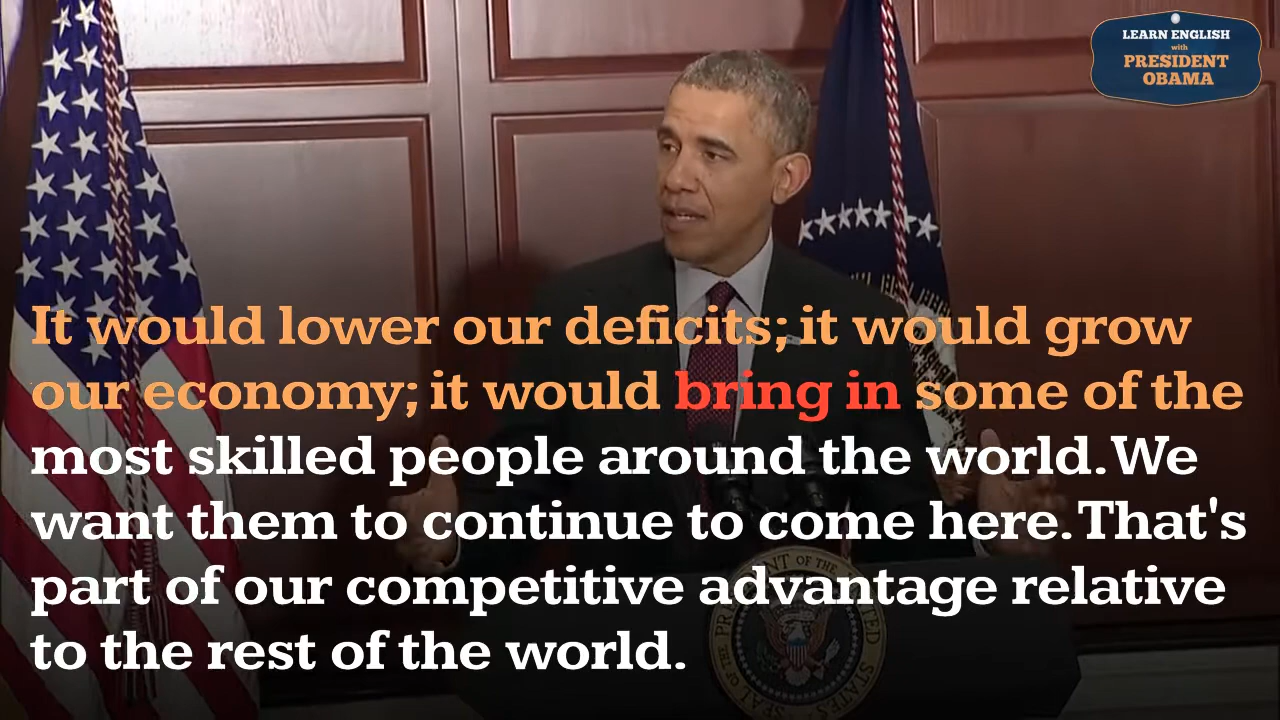 LEARN ENGLISH
with
PRESIDENT
OBAMA
It would lower our deficits; it would grow
our economy; it would bring in some of the
most skilled people around the world. We
want them to continue to come here. That's
part of our competitive advantage relative
to the rest of the world.